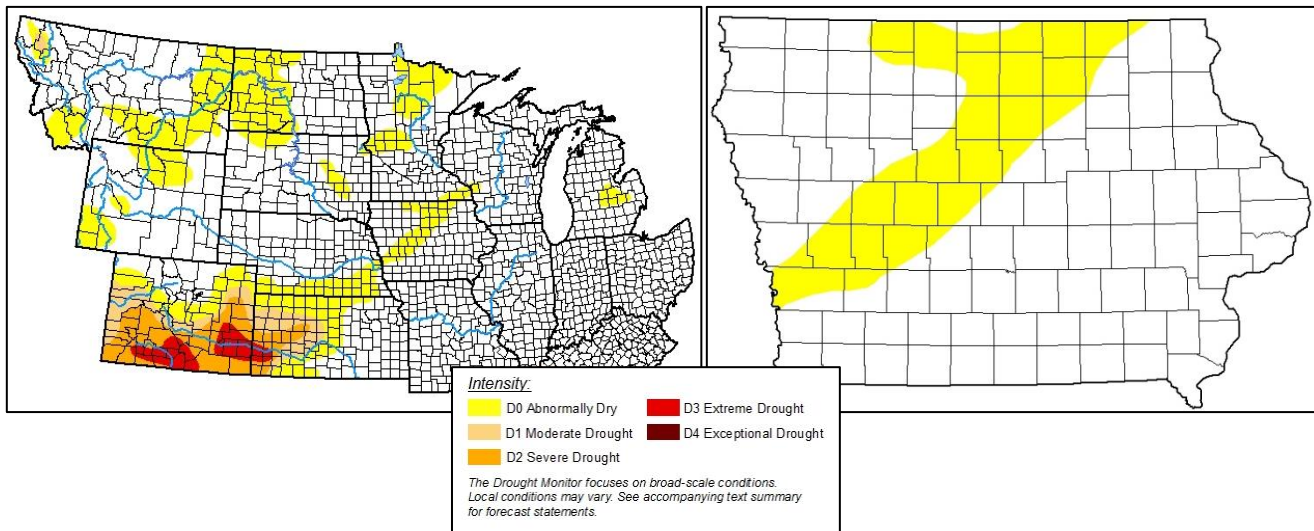 Intensity:
D0 Abnormally Dry
D1 Moderate Drought
D2 Severe Drought
D3 Extreme Drought
D4 Exceptional Drought
The Drought Monitor focuses on broad-scale conditions.
Local conditions may vary. See accompanying text summary
for forecast statements.